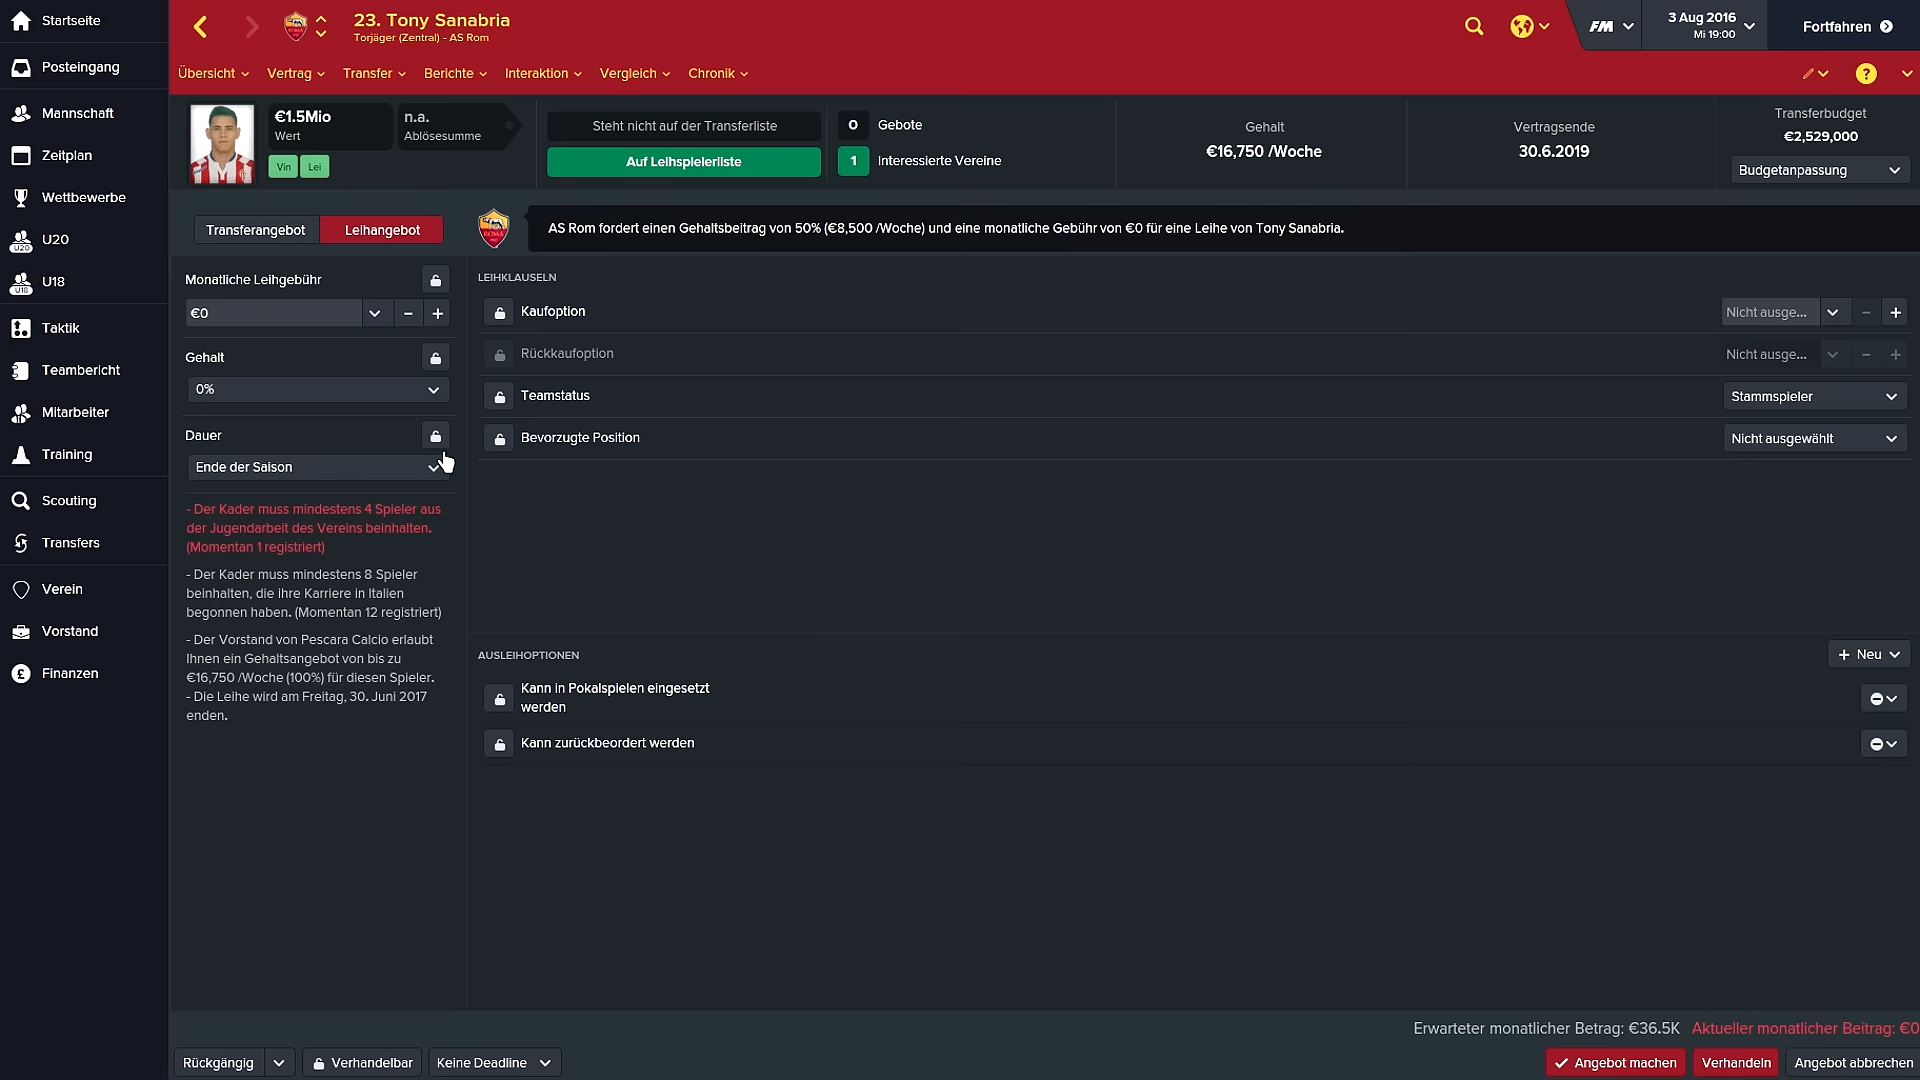 Startseite
Posteingang
Mannschaft
Zeitplan
Wettbewerbe
U20
U18
Taktik
Teambericht
Mitarbeiter
Training
Scouting
Transfers
Verein
Vorstand
Finanzen
23. Tony Sanabria
Torjäger (Zentral) - AS Rom
FM
3 Aug 2016
Mi 19:00
Fortfahren
Übersicht
Vertrag
Transfer
Berichte
Interaktion
Vergleich
Chronik
?
€1.5Mio
Wert
n.a.
Ablösesumme
Vin
Lei
Steht nicht auf der Transferliste
Auf Leihspielerliste
0 Gebote
1 Interessierte Vereine
Gehalt
€16,750 /Woche
Vertragsende
30.6.2019
Transferbudget
€2,529,000
Budgetanpassung
Transferangebot
Leihangebot
AS Rom fordert einen Gehaltsbeitrag von 50% (€8,500 /Woche) und eine monatliche Gebühr von €0 für eine Leihe von Tony Sanabria.
Monatliche Leihgebühr
€0
Gehalt
0%
Dauer
Ende der Saison
- Der Kader muss mindestens 4 Spieler aus
der Jugendarbeit des Vereins beinhalten.
(Momentan 1 registriert)
- Der Kader muss mindestens 8 Spieler
beinhalten, die ihre Karriere in Italien
begonnen haben. (Momentan 12 registriert)
- Der Vorstand von Pescara Calcio erlaubt
Ihnen ein Gehaltsangebot von bis zu
€16,750 /Woche (100%) für diesen Spieler.
- Die Leihe wird am Freitag, 30. Juni 2017
enden.
LEIHKLAUSELN
Kaufoption
Nicht ausge...
Rückkaufoption
Nicht ausge...
Teamstatus
Stammspieler
Bevorzugte Position
Nicht ausgewählt
AUSLEIHOPTIONEN
+ Neu
Kann in Pokalspielen eingesetzt
werden
Kann zurückbeordert werden
Erwarteter monatlicher Betrag: €36.5K
Aktueller monatlicher Beitrag: €0
Rückgängig
Verhandelbar
Keine Deadline
Angebot machen
Verhandeln
Angebot abbrechen